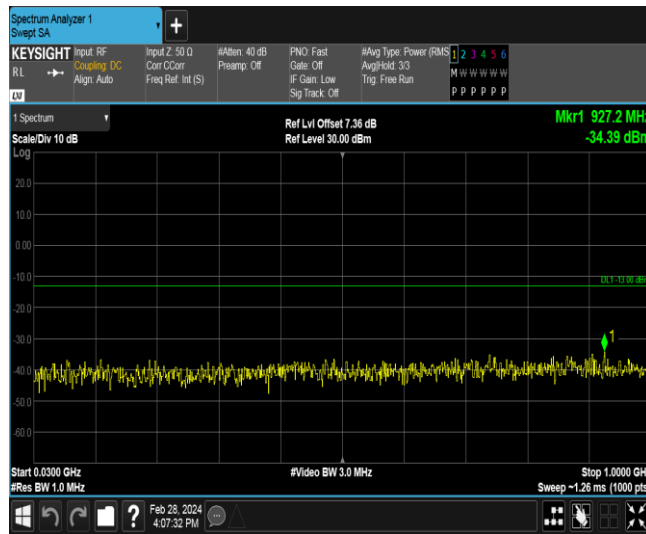 Spectrum Analyzer 1
Swept SA
+
KEYSIGHT
RL
LXI
Input: RF
Coupling: DC
Align: Auto
Input Z: 50 Ω
Corr CCorr
Freq Ref: Int (S)
#Atten: 40 dB
Preamp: Off
PNO: Fast
Gate: Off
IF Gain: Low
Sig Track: Off
#Avg Type: Power (RMS
Avg|Hold: 3/3
Trig: Free Run
1 2 3 4 5 6
M W W W W W
P P P P P P
1 Spectrum
Scale/Div 10 dB
Ref Lvl Offset 7.36 dB
Ref Level 30.00 dBm
Mkr1 927.2 MHz
-34.39 dBm
Log
20.0
10.0
0.00
-10.0
DL1 -13.00 dBm
-20.0
-30.0
1
-40.0
-50.0
-60.0
Start 0.0300 GHz
#Res BW 1.0 MHz
#Video BW 3.0 MHz
Stop 1.0000 GH
Sweep ~1.26 ms (1000 pts
?
Feb 28, 2024
4:07:32 PM